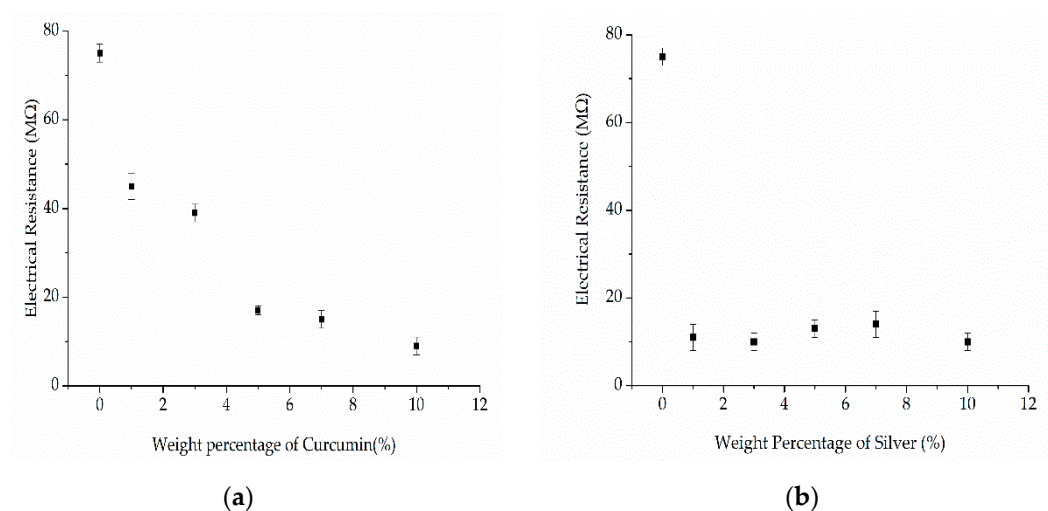 80
60
40
20
0
Electrical Resistance (MΩ)
0 2 4 6 8 10 12
Weight percentage of Curcumin(%)
(a)
80
60
40
20
0
Electrical Resistance (MΩ)
0 2 4 6 8 10 12
Weight Percentage of Silver (%)
(b)